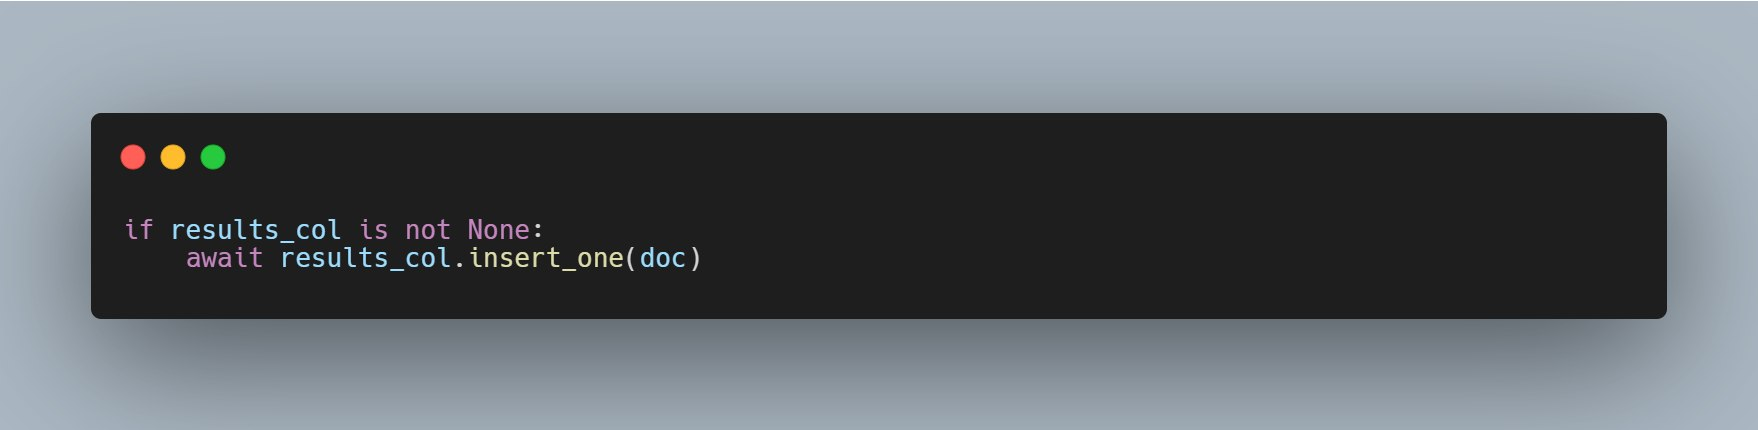 if results_col is not None:
    await results_col.insert_one(doc)